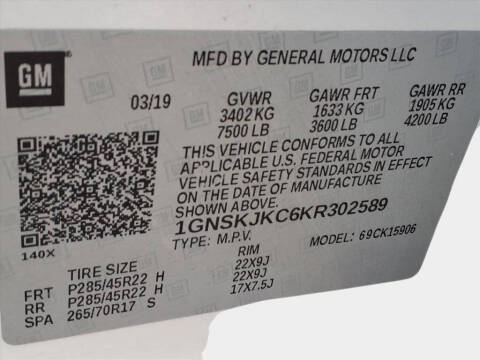 GM
MFD BY GENERAL MOTORS LLC
03/19 GVWR GAWR FRT GAWR RR
3402 KG 1633 KG 1905 KG
7500 LB 3600 LB 4200 LB
THIS VEHICLE CONFORMS TO ALL
APPLICABLE U.S. FEDERAL MOTOR
VEHICLE SAFETY STANDARDS IN EFFECT
ON THE DATE OF MANUFACTURE
1GNSKJKC6KR302589
TYPE: M.P.V. MODEL: 69CK15906
140X
TIRE SIZE RIM
FRT P285/45R22 H 22X9J
RR P285/45R22 H 22X9J
SPA 265/70R17 S 17X7.5J